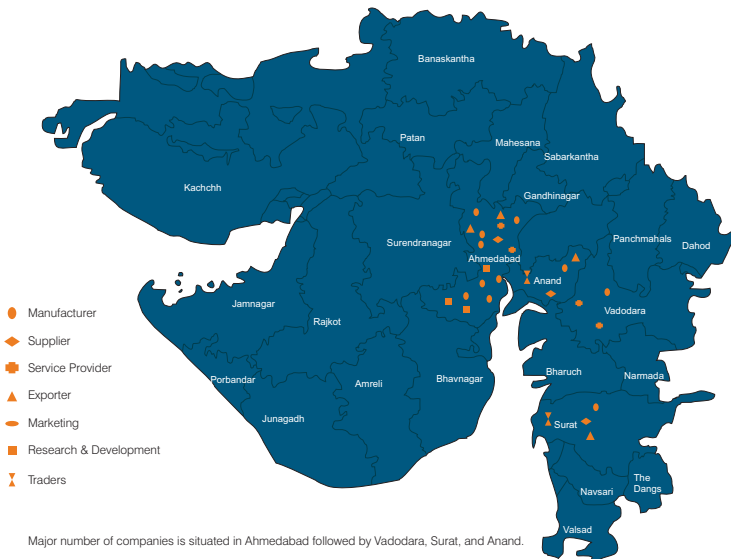 Banaskantha
Patan
Mahesana
Sabarkantha
Kachchh
Gandhinagar
Surendranagar
Panchmahals
Dahod
Ahmedabad
Anand
Jamnagar
Rajkot
Vadodara
Manufacturer
Supplier
Service Provider
Exporter
Marketing
Research & Development
Traders
Porbandar
Junagadh
Amreli
Bhavnagar
Bharuch
Narmada
Surat
Navsari
The
Dangs
Valsad
Major number of companies is situated in Ahmedabad followed by Vadodara, Surat, and Anand.